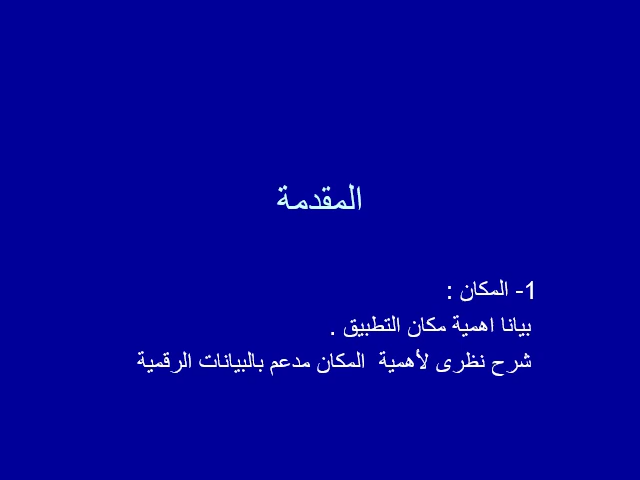 المقدمة
1- المكان :
بيانا اهمية مكان التطبيق .
شرح نظرى لأهمية المكان مدعم بالبيانات الرقمية